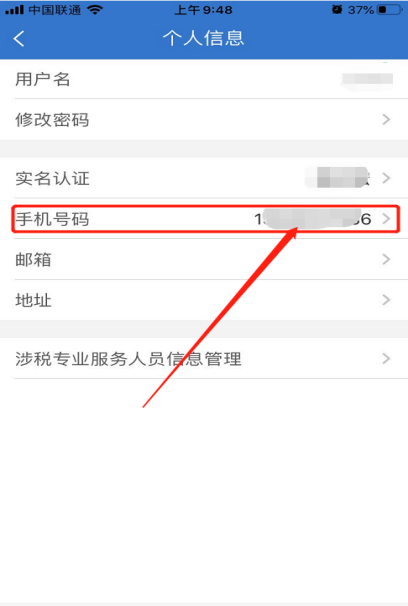 中国联通 上午9:48 37%
个人信息
用户名
修改密码
实名认证
手机号码 1 36
邮箱
地址
涉税专业服务人员信息管理